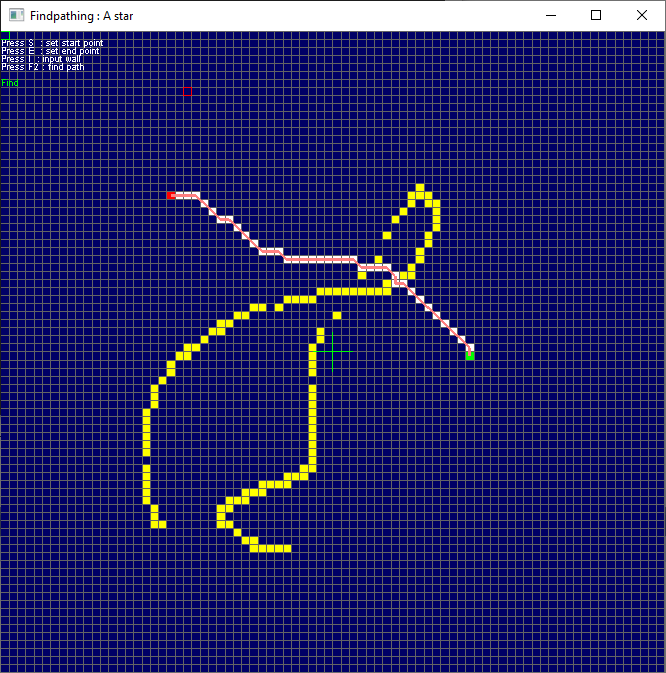 Findpathing : A star
Press S : set start point
Press E : set end point
Press I : input wall
Press F2 : find path
Find